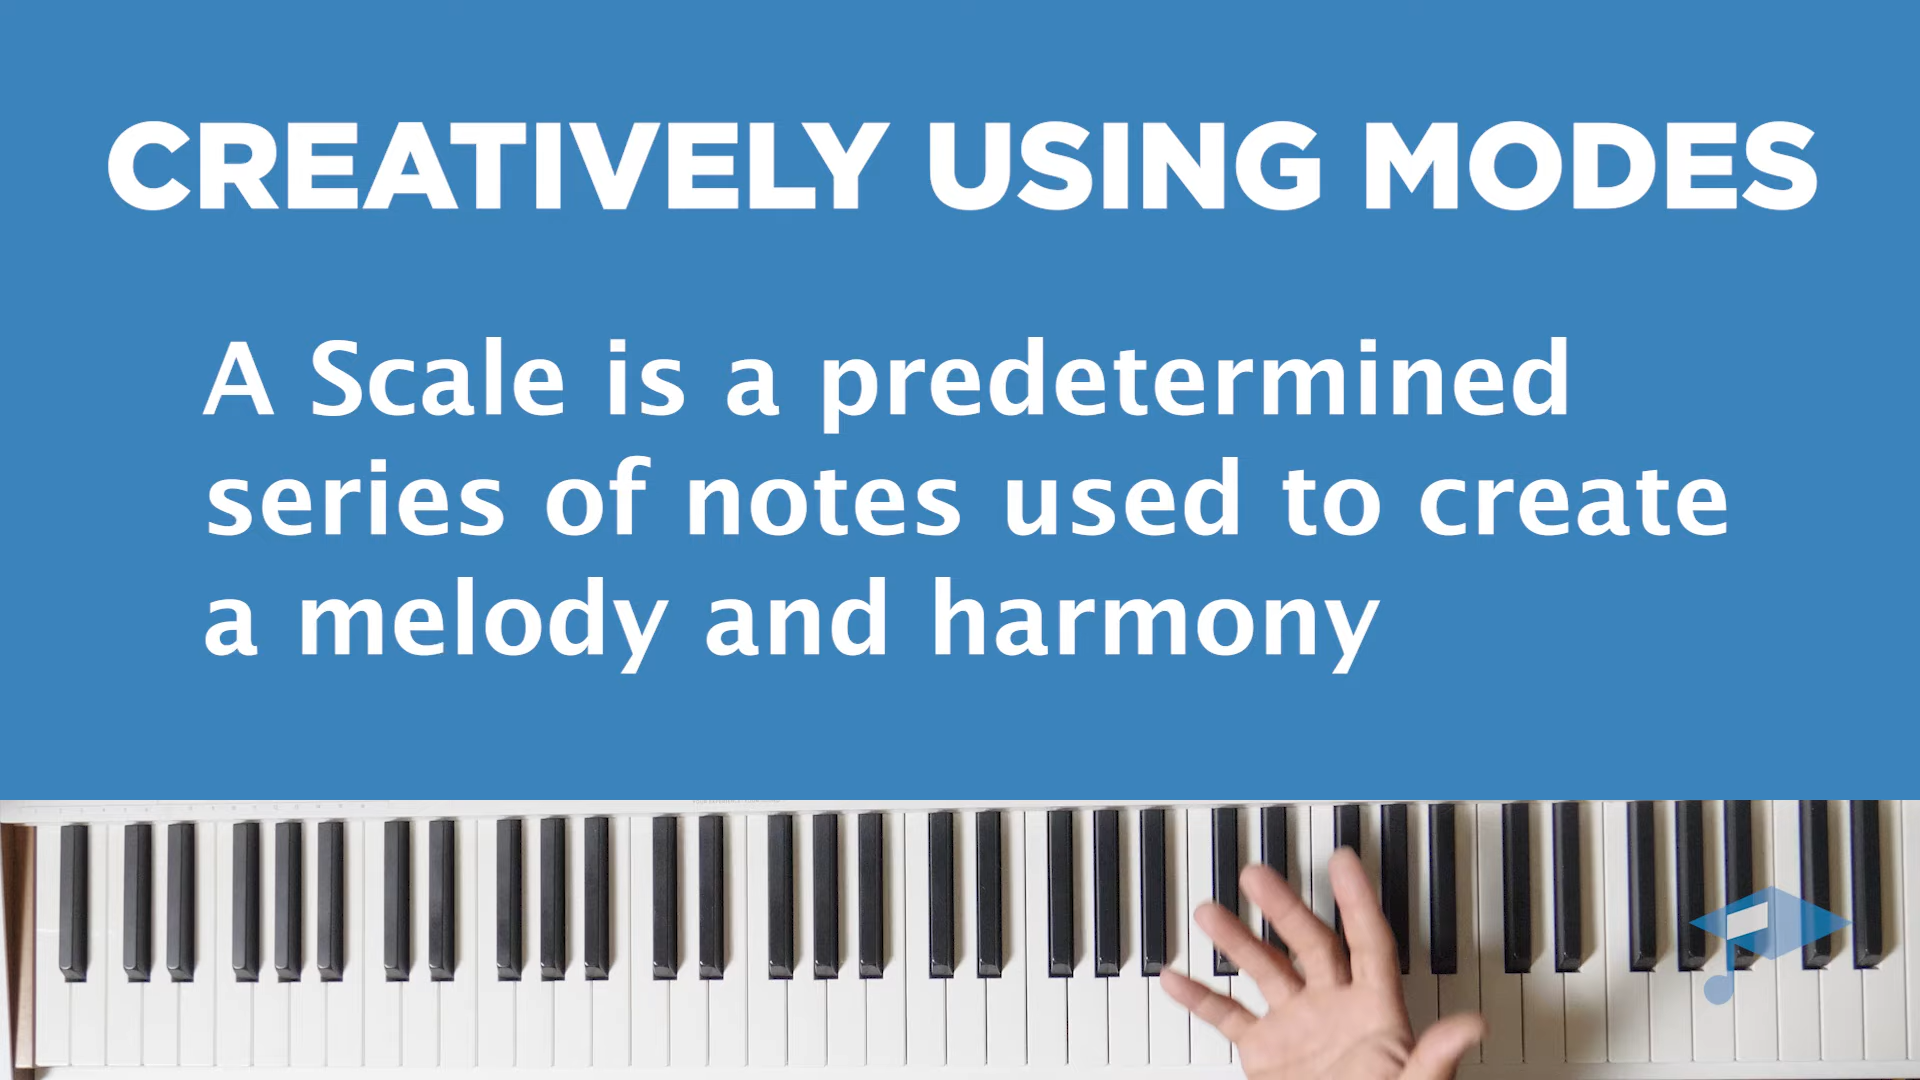 CREATIVELY USING MODES
A Scale is a predetermined
series of notes used to create
a melody and harmony